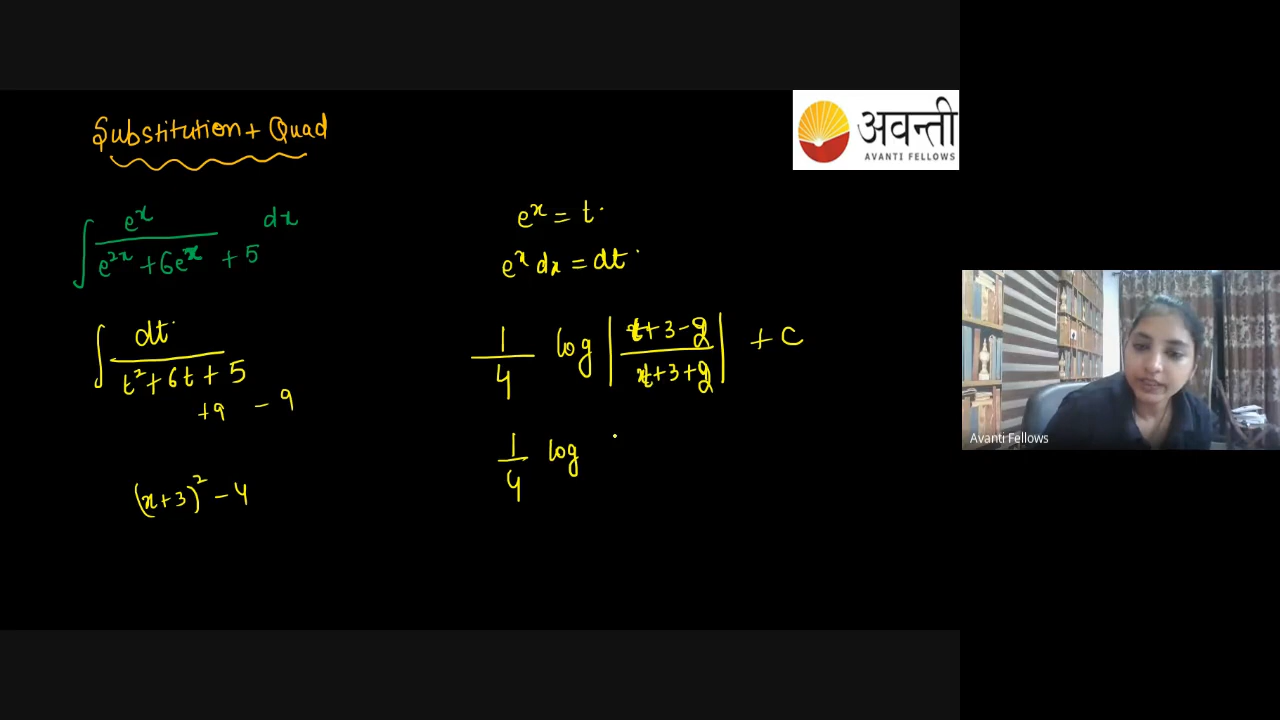 Substitution + Quad
∫ eˣ / (e²ˣ + 6eˣ + 5) dx
∫ dt / (t² + 6t + 5)
+9 - 9
(x+3)² - 4
eˣ = t
eˣ dx = dt
1/4 log | (t+3-2) / (t+3+2) | + C
1/4 log
अवन्ती
AVANTI FELLOWS
Avanti Fellows